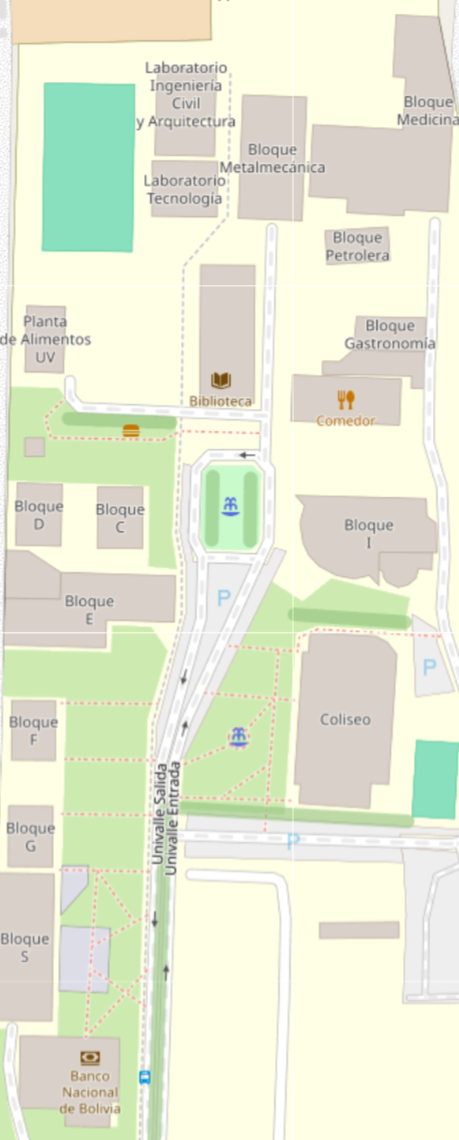 Laboratorio
Ingeniería
Civil
y Arquitectura
Bloque
Medicina
Bloque
Metalmecánica
Laboratorio
Tecnología
Bloque
Petrolera
Planta
de Alimentos
UV
Bloque
Gastronomía
Biblioteca
Comedor
Bloque
D
Bloque
C
Bloque
I
P
Bloque
E
P
Bloque
F
Coliseo
Univalle Salida
Univalle Entrada
Bloque
G
P
Bloque
S
Banco
Nacional
de Bolivia